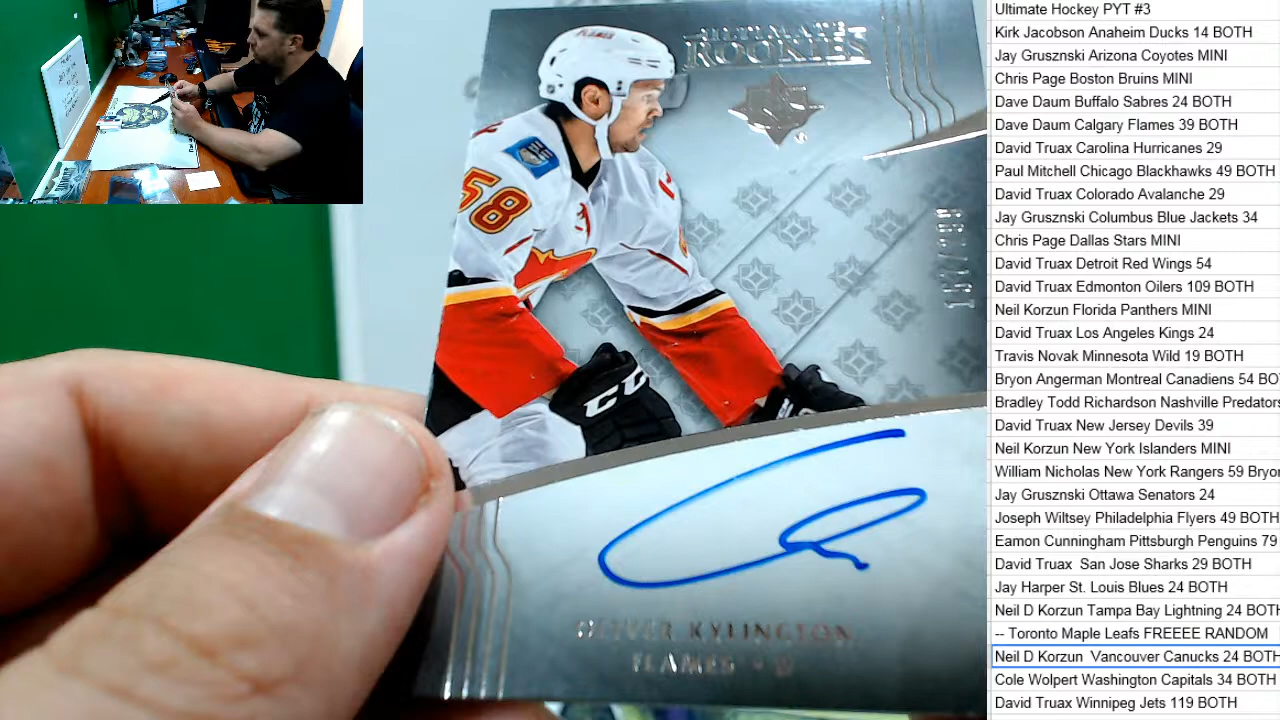 ULTIMATE
ROOKIES
FLAMES
58
CCM
OLIVER KYLINGTON
FLAMES - D
Ultimate Hockey PYT #3
Kirk Jacobson Anaheim Ducks 14 BOTH
Jay Grusznski Arizona Coyotes MINI
Chris Page Boston Bruins MINI
Dave Daum Buffalo Sabres 24 BOTH
Dave Daum Calgary Flames 39 BOTH
David Truax Carolina Hurricanes 29
Paul Mitchell Chicago Blackhawks 49 BOTH
David Truax Colorado Avalanche 29
Jay Grusznski Columbus Blue Jackets 34
Chris Page Dallas Stars MINI
David Truax Detroit Red Wings 54
David Truax Edmonton Oilers 109 BOTH
Neil Korzun Florida Panthers MINI
David Truax Los Angeles Kings 24
Travis Novak Minnesota Wild 19 BOTH
Bryon Angerman Montreal Canadiens 54 BO
Bradley Todd Richardson Nashville Predators
David Truax New Jersey Devils 39
Neil Korzun New York Islanders MINI
William Nicholas New York Rangers 59 Bryo
Jay Grusznski Ottawa Senators 24
Joseph Wiltsey Philadelphia Flyers 49 BOTH
Eamon Cunningham Pittsburgh Penguins 79
David Truax San Jose Sharks 29 BOTH
Jay Harper St. Louis Blues 24 BOTH
Neil D Korzun Tampa Bay Lightning 24 BOTH
-- Toronto Maple Leafs FREEEE RANDOM
Neil D Korzun Vancouver Canucks 24 BOTH
Cole Wolpert Washington Capitals 34 BOTH
David Truax Winnipeg Jets 119 BOTH